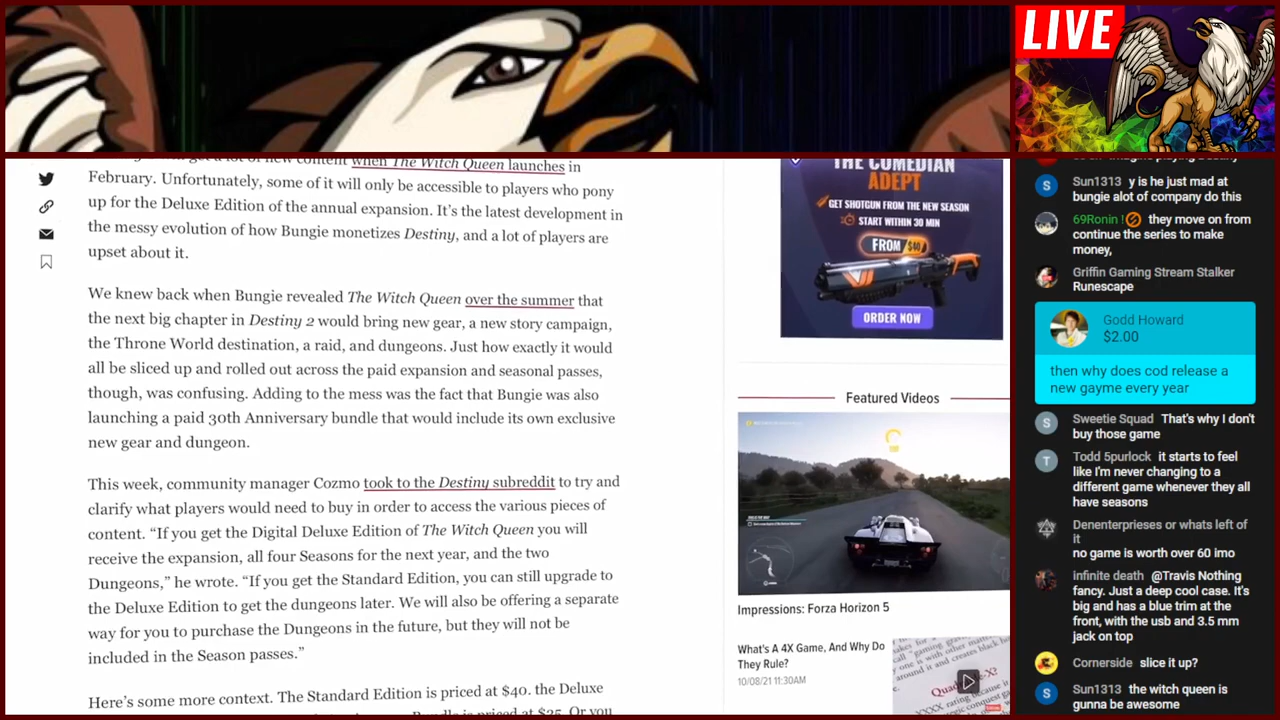 LIVE
when The Witch Queen launches in
February. Unfortunately, some of it will only be accessible to players who pony
up for the Deluxe Edition of the annual expansion. It’s the latest development in
the messy evolution of how Bungie monetizes Destiny, and a lot of players are
upset about it.
We knew back when Bungie revealed The Witch Queen over the summer that
the next big chapter in Destiny 2 would bring new gear, a new story campaign,
the Throne World destination, a raid, and dungeons. Just how exactly it would
all be sliced up and rolled out across the paid expansion and seasonal passes,
though, was confusing. Adding to the mess was the fact that Bungie was also
launching a paid 30th Anniversary bundle that would include its own exclusive
new gear and dungeon.
This week, community manager Cozmo took to the Destiny subreddit to try and
clarify what players would need to buy in order to access the various pieces of
content. “If you get the Digital Deluxe Edition of The Witch Queen you will
receive the expansion, all four Seasons for the next year, and the two
Dungeons,” he wrote. “If you get the Standard Edition, you can still upgrade to
the Deluxe Edition to get the dungeons later. We will also be offering a separate
way for you to purchase the Dungeons in the future, but they will not be
included in the Season passes.”
Here’s some more context. The Standard Edition is priced at $40. the Deluxe
THE COMEDIAN
ADEPT
GET SHOTGUN FROM THE NEW SEASON
START WITHIN 30 MIN
FROM $40
ORDER NOW
Featured Videos
Impressions: Forza Horizon 5
What's A 4X Game, And Why Do
They Rule?
10/08/21 11:30AM
Sun1313 y is he just mad at
bungie alot of company do this
69Ronin ! they move on from
continue the series to make
money,
Griffin Gaming Stream Stalker
Runescape
Godd Howard
$2.00
then why does cod release a
new gayme every year
Sweetie Squad That's why I don't
buy those game
Todd 5purlock it starts to feel
like I'm never changing to a
different game whenever they all
have seasons
Denenterprieses or whats left of
it
no game is worth over 60 imo
infinite death @Travis Nothing
fancy. Just a deep cool case. It's
big and has a blue trim at the
front, with the usb and 3.5 mm
jack on top
Cornerside slice it up?
Sun1313 the witch queen is
gunna be awesome